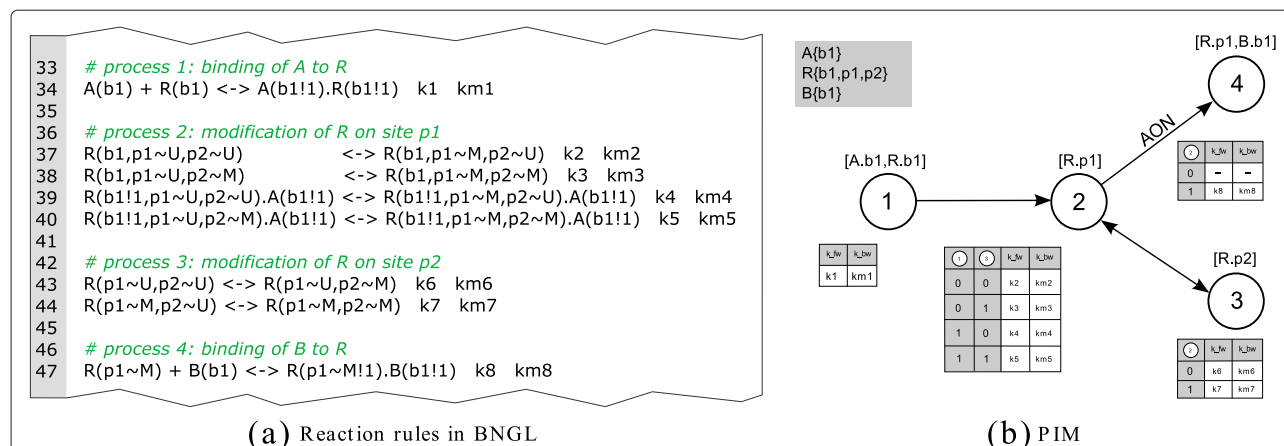 33 # process 1: binding of A to R
34 A(b1) + R(b1) <-> A(b1!1).R(b1!1) k1 km1
35
36 # process 2: modification of R on site p1
37 R(b1,p1~U,p2~U) <-> R(b1,p1~M,p2~U) k2 km2
38 R(b1,p1~U,p2~M) <-> R(b1,p1~M,p2~M) k3 km3
39 R(b1!1,p1~U,p2~U).A(b1!1) <-> R(b1!1,p1~M,p2~U).A(b1!1) k4 km4
40 R(b1!1,p1~U,p2~M).A(b1!1) <-> R(b1!1,p1~M,p2~M).A(b1!1) k5 km5
41
42 # process 3: modification of R on site p2
43 R(p1~U,p2~U) <-> R(p1~U,p2~M) k6 km6
44 R(p1~M,p2~U) <-> R(p1~M,p2~M) k7 km7
45
46 # process 4: binding of B to R
47 R(p1~M) + B(b1) <-> R(p1~M!1).B(b1!1) k8 km8
(a) Reaction rules in BNGL
A{b1}
R{b1,p1,p2}
B{b1}
[R.p1,B.b1]
4
AON
2 k_fw k_bw
0 - -
1 k8 km8
[A.b1,R.b1]
1
k_fw k_bw
k1 km1
[R.p1]
2
1 3 k_fw k_bw
0 0 k2 km2
0 1 k3 km3
1 0 k4 km4
1 1 k5 km5
[R.p2]
3
2 k_fw k_bw
0 k6 km6
1 k7 km7
(b) PIM